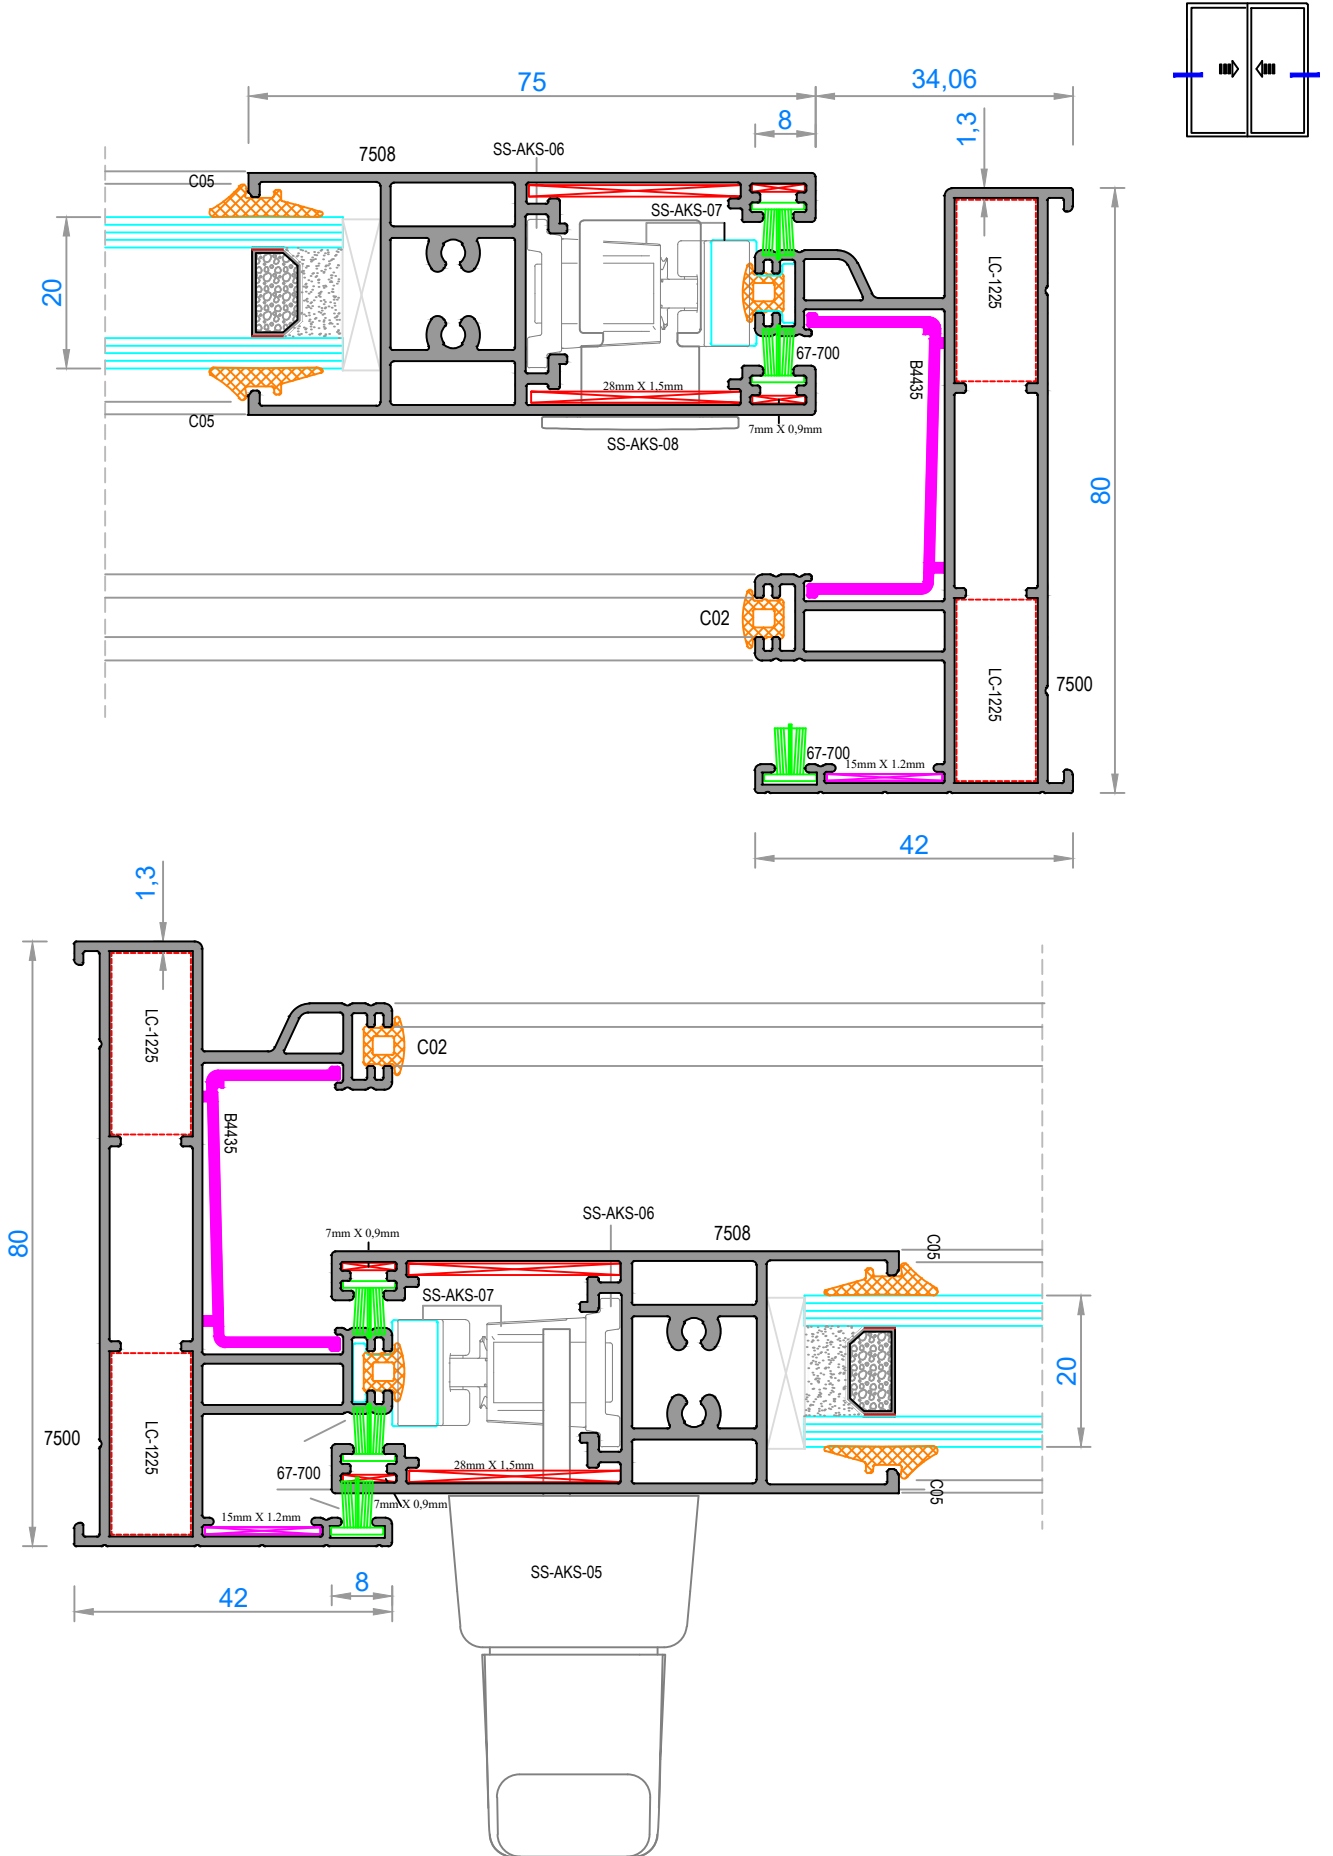 75
34,06
8
1,3
7508
SS-AKS-06
C05
SS-AKS-07
LC-1225
20
67-700
B4435
28mm X 1,5mm
C05
7mm X 0,9mm
SS-AKS-08
80
C02
LC-1225
7500
67-700
15mm X 1.2mm
42
1,3
LC-1225
C02
B4435
SS-AKS-06
7mm X 0,9mm
7508
C05
80
SS-AKS-07
20
7500
LC-1225
67-700
28mm X 1,5mm
C05
7mm X 0,9mm
15mm X 1.2mm
SS-AKS-05
8
42